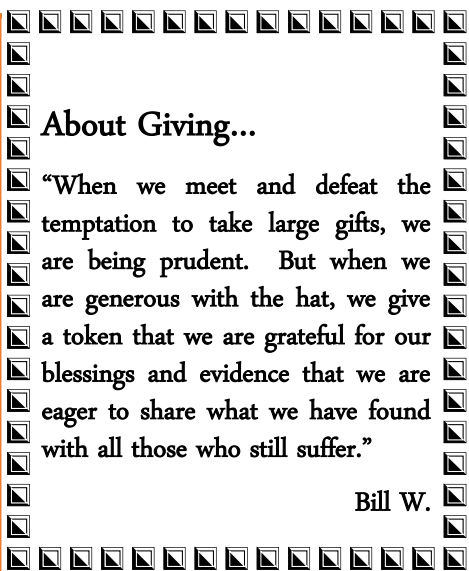 About Giving...
“When we meet and defeat the
temptation to take large gifts, we
are being prudent.  But when we
are generous with the hat, we give
a token that we are grateful for our
blessings and evidence that we are
eager to share what we have found
with all those who still suffer.”
Bill W.